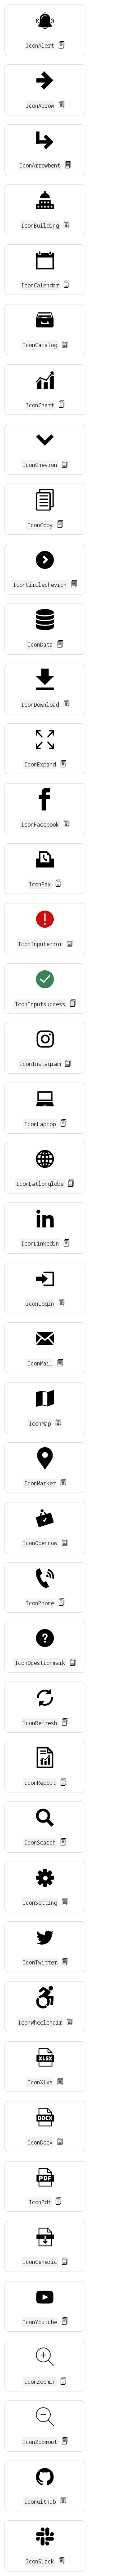 IconAlert
IconArrow
IconArrowbent
IconBuilding
IconCalendar
IconCatalog
IconChart
IconChevron
IconCopy
IconCirclechevron
IconData
IconDownload
IconExpand
IconFacebook
IconFax
IconInputerror
IconInputsuccess
IconInstagram
IconLaptop
IconLatlonglobe
IconLinkedin
IconLogin
IconMail
IconMap
IconMarker
IconOpennow
IconPhone
IconQuestionmark
IconRefresh
IconReport
IconSearch
IconSetting
IconTwitter
IconWheelchair
XLSX
IconXlxs
DOCX
IconDocx
PDF
IconPdf
IconGeneric
IconYoutube
IconZoomin
IconZoomout
IconGithub
IconSlack